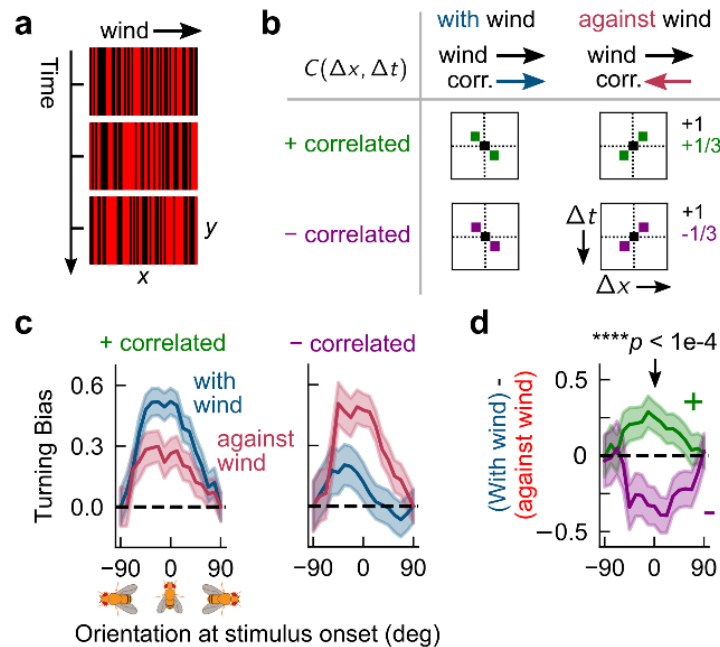 a
wind
Time
y
x
b
with wind
against wind
C(Δx, Δt)
wind
corr.
wind
corr.
+ correlated
+1
+1/3
− correlated
+1
-1/3
Δt
Δx
c
+ correlated
− correlated
Turning Bias
0.6
0.3
0.0
with
wind
against
wind
−90
0
90
−90
0
90
Orientation at stimulus onset (deg)
d
****p < 1e-4
(With wind) -
(against wind)
0.5
0
−0.5
+
−
−90
0
90